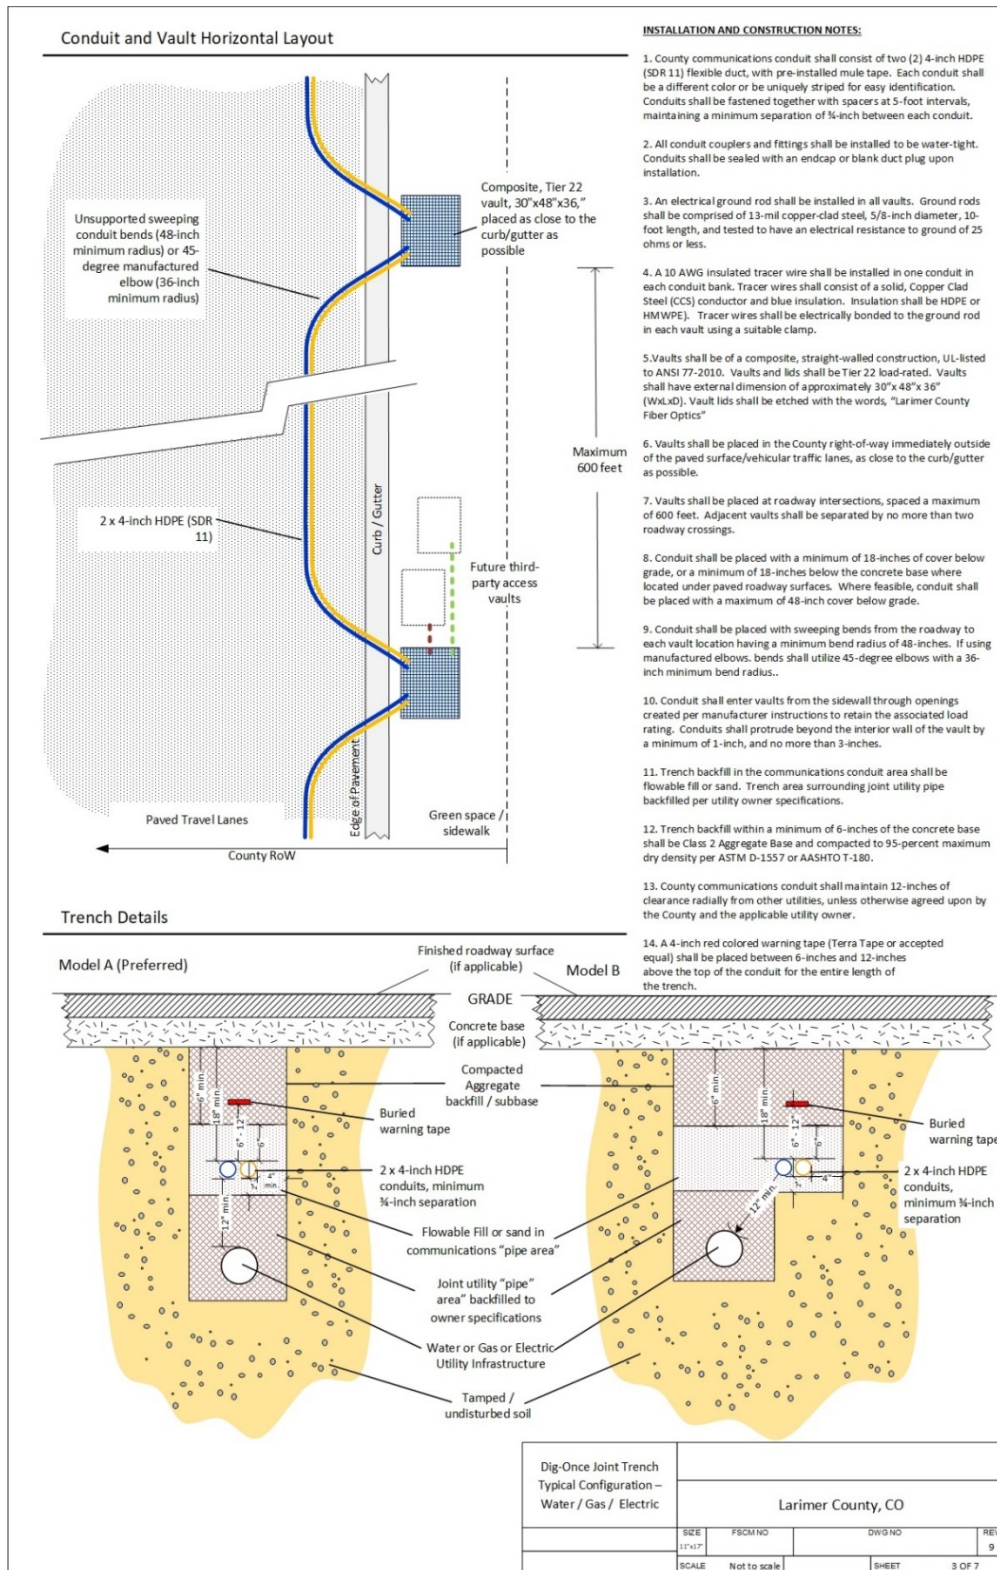 Conduit and Vault Horizontal Layout
Unsupported sweeping
conduit bends (48-inch
minimum radius) or 45-
degree manufactured
elbow (36-inch
minimum radius)
Composite, Tier 22
vault, 30"x48"x36,"
placed as close to the
curb/gutter as
possible
Maximum
600 feet
2 x 4-inch HDPE (SDR
11)
Curb / Gutter
Future third-
party access
vaults
Edge of Pavement
Paved Travel Lanes
Green space /
sidewalk
County RoW
INSTALLATION AND CONSTRUCTION NOTES:
1. County communications conduit shall consist of two (2) 4-inch HDPE
(SDR 11) flexible duct, with pre-installed mule tape. Each conduit shall
be a different color or be uniquely striped for easy identification.
Conduits shall be fastened together with spacers at 5-foot intervals,
maintaining a minimum separation of ¾-inch between each conduit.
2. All conduit couplers and fittings shall be installed to be water-tight.
Conduits shall be sealed with an endcap or blank duct plug upon
installation.
3. An electrical ground rod shall be installed in all vaults. Ground rods
shall be comprised of 13-mil copper-clad steel, 5/8-inch diameter, 10-
foot length, and tested to have an electrical resistance to ground of 25
ohms or less.
4. A 10 AWG insulated tracer wire shall be installed in one conduit in
each conduit bank. Tracer wires shall consist of a solid, Copper Clad
Steel (CCS) conductor and blue insulation. Insulation shall be HDPE or
HMWPE). Tracer wires shall be electrically bonded to the ground rod
in each vault using a suitable clamp.
5.Vaults shall be of a composite, straight-walled construction, UL-listed
to ANSI 77-2010. Vaults and lids shall be Tier 22 load-rated. Vaults
shall have external dimension of approximately 30"x 48"x 36"
(WxLxD). Vault lids shall be etched with the words, "Larimer County
Fiber Optics"
6. Vaults shall be placed in the County right-of-way immediately outside
of the paved surface/vehicular traffic lanes, as close to the curb/gutter
as possible.
7. Vaults shall be placed at roadway intersections, spaced a maximum
of 600 feet. Adjacent vaults shall be separated by no more than two
roadway crossings.
8. Conduit shall be placed with a minimum of 18-inches of cover below
grade, or a minimum of 18-inches below the concrete base where
located under paved roadway surfaces. Where feasible, conduit shall
be placed with a maximum of 48-inch cover below grade.
9. Conduit shall be placed with sweeping bends from the roadway to
each vault location having a minimum bend radius of 48-inches. If using
manufactured elbows. bends shall utilize 45-degree elbows with a 36-
inch minimum bend radius..
10. Conduit shall enter vaults from the sidewall through openings
created per manufacturer instructions to retain the associated load
rating. Conduits shall protrude beyond the interior wall of the vault by
a minimum of 1-inch, and no more than 3-inches.
11. Trench backfill in the communications conduit area shall be
flowable fill or sand. Trench area surrounding joint utility pipe
backfilled per utility owner specifications.
12. Trench backfill within a minimum of 6-inches of the concrete base
shall be Class 2 Aggregate Base and compacted to 95-percent maximum
dry density per ASTM D-1557 or AASHTO T-180.
13. County communications conduit shall maintain 12-inches of
clearance radially from other utilities, unless otherwise agreed upon by
the County and the applicable utility owner.
14. A 4-inch red colored warning tape (Terra Tape or accepted
equal) shall be placed between 6-inches and 12-inches
above the top of the conduit for the entire length of
the trench.
Trench Details
Model A (Preferred)
Finished roadway surface
(if applicable)
Model B
GRADE
Concrete base
(if applicable)
Compacted
Aggregate
backfill / subbase
Buried
warning tape
2 x 4-inch HDPE
conduits, minimum
¾-inch separation
Flowable Fill or sand in
communications "pipe area"
Joint utility "pipe"
area" backfilled to
owner specifications
Water or Gas or Electric
Utility Infrastructure
Tamped /
undisturbed soil
6" min.
18" min.
6" - 12"
6"
4"
min.
12" min.
6" min.
18" min.
6" - 12"
6"
4"
12" min.
Buried
warning tape
2 x 4-inch HDPE
conduits,
minimum ¾-inch
separation
Dig-Once Joint Trench
Typical Configuration –
Water / Gas / Electric
Larimer County, CO
SIZE
11"x17"
FSCM NO
DWG NO
REV
9
SCALE Not to scale
SHEET 3 OF 7